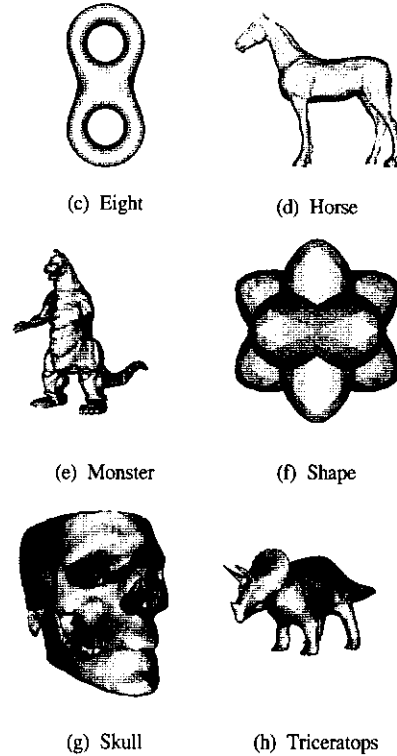 (c) Eight
(d) Horse
(e) Monster
(f) Shape
(g) Skull
(h) Triceratops